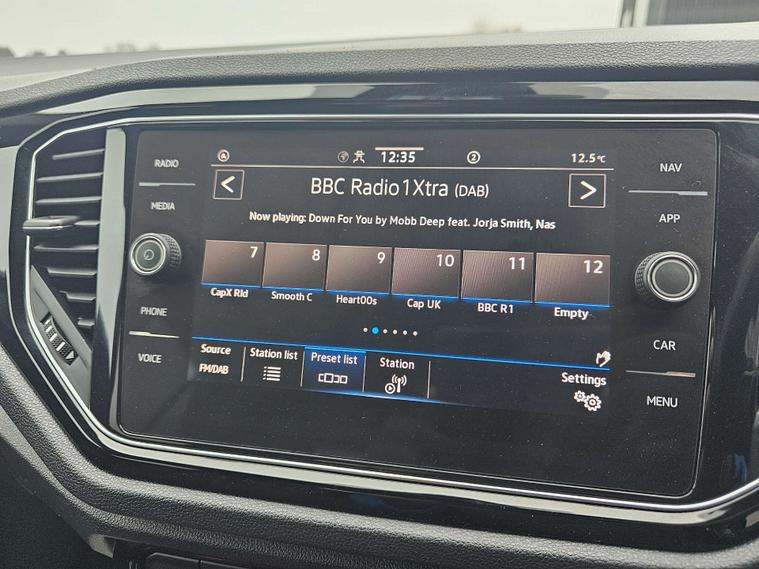 RADIO
MEDIA
PHONE
VOICE
12:35
2
12.5°C
< BBC Radio 1Xtra (DAB) >
Now playing: Down For You by Mobb Deep feat. Jorja Smith, Nas
7 8 9 10 11 12
CapX Rld Smooth C Heart00s Cap UK BBC R1 Empty
Source Station list Preset list Station Settings
FM/DAB
NAV
APP
CAR
MENU